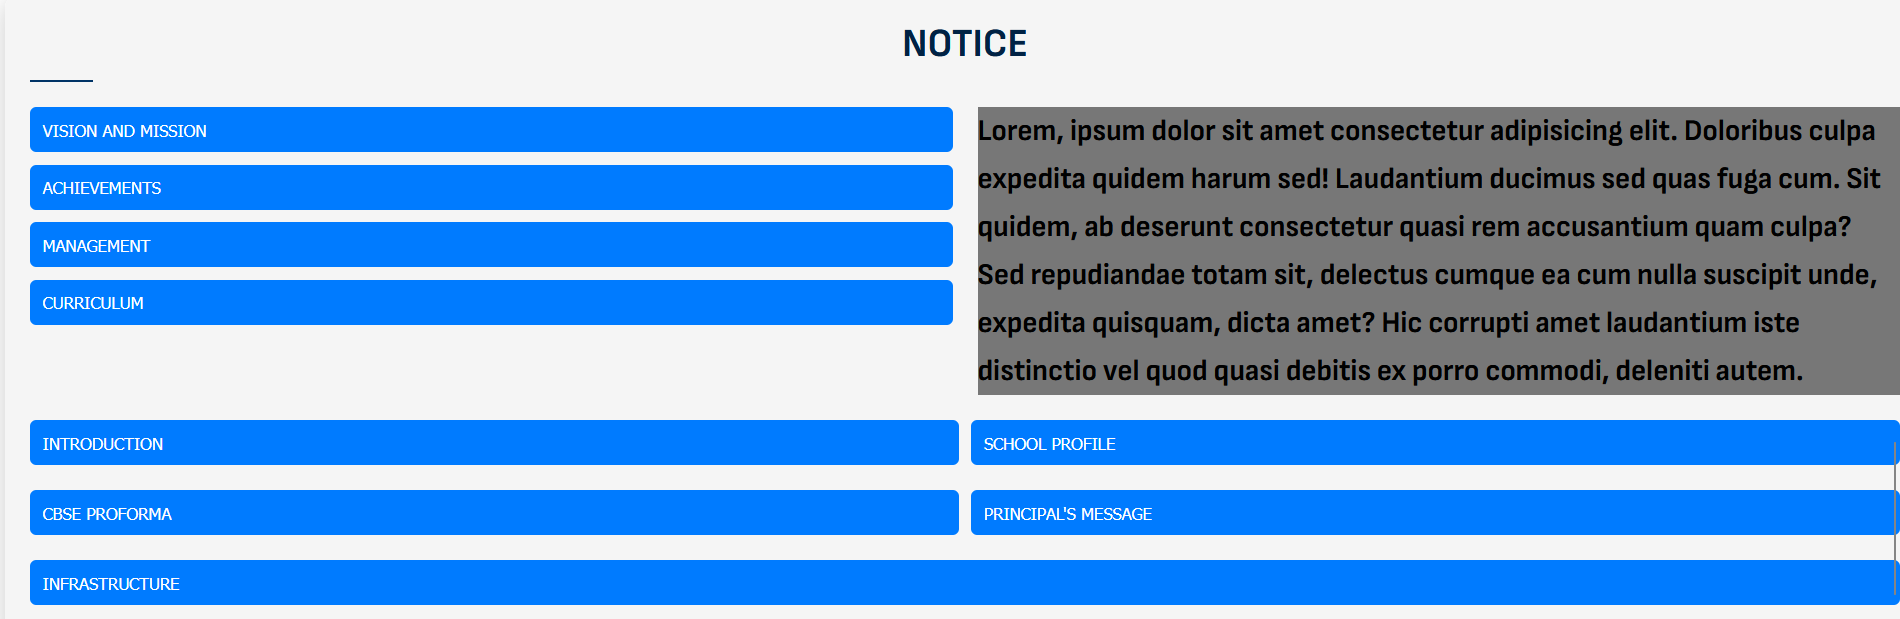 NOTICE
VISION AND MISSION
ACHIEVEMENTS
MANAGEMENT
CURRICULUM
Lorem, ipsum dolor sit amet consectetur adipisicing elit. Doloribus culpa
expedita quidem harum sed! Laudantium ducimus sed quas fuga cum. Sit
quidem, ab deserunt consectetur quasi rem accusantium quam culpa?
Sed repudiandae totam sit, delectus cumque ea cum nulla suscipit unde,
expedita quisquam, dicta amet? Hic corrupti amet laudantium iste
distinctio vel quod quasi debitis ex porro commodi, deleniti autem.
INTRODUCTION
SCHOOL PROFILE
CBSE PROFORMA
PRINCIPAL'S MESSAGE
INFRASTRUCTURE